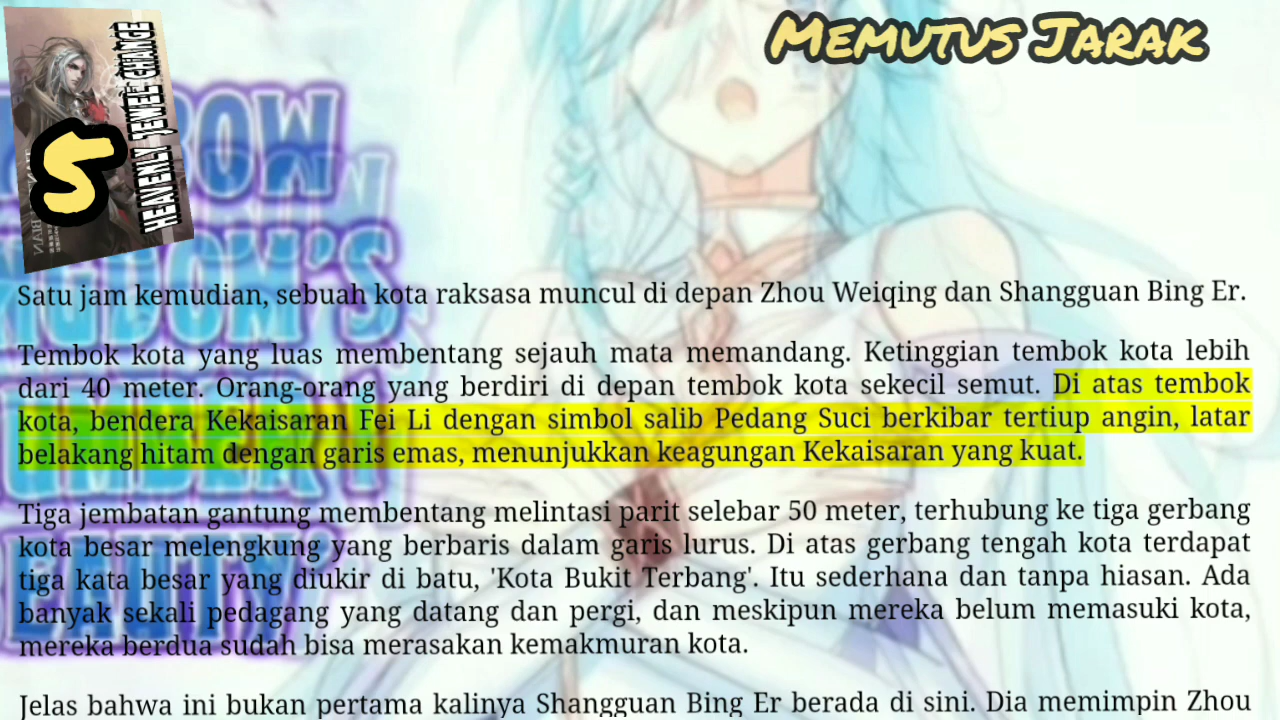 Memutus Jarak
HEAVENLY JEWEL CHANGE
5
Satu jam kemudian, sebuah kota raksasa muncul di depan Zhou Weiqing dan Shangguan Bing Er.
Tembok kota yang luas membentang sejauh mata memandang. Ketinggian tembok kota lebih
dari 40 meter. Orang-orang yang berdiri di depan tembok kota sekecil semut. Di atas tembok
kota, bendera Kekaisaran Fei Li dengan simbol salib Pedang Suci berkibar tertiup angin, latar
belakang hitam dengan garis emas, menunjukkan keagungan Kekaisaran yang kuat.
Tiga jembatan gantung membentang melintasi parit selebar 50 meter, terhubung ke tiga gerbang
kota besar melengkung yang berbaris dalam garis lurus. Di atas gerbang tengah kota terdapat
tiga kata besar yang diukir di batu, 'Kota Bukit Terbang'. Itu sederhana dan tanpa hiasan. Ada
banyak sekali pedagang yang datang dan pergi, dan meskipun mereka belum memasuki kota,
mereka berdua sudah bisa merasakan kemakmuran kota.
Jelas bahwa ini bukan pertama kalinya Shangguan Bing Er berada di sini. Dia memimpin Zhou